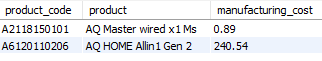 product_code product manufacturing_cost
A2118150101 AQ Master wired x1 Ms 0.89
A6120110206 AQ HOME Allin1 Gen 2 240.54